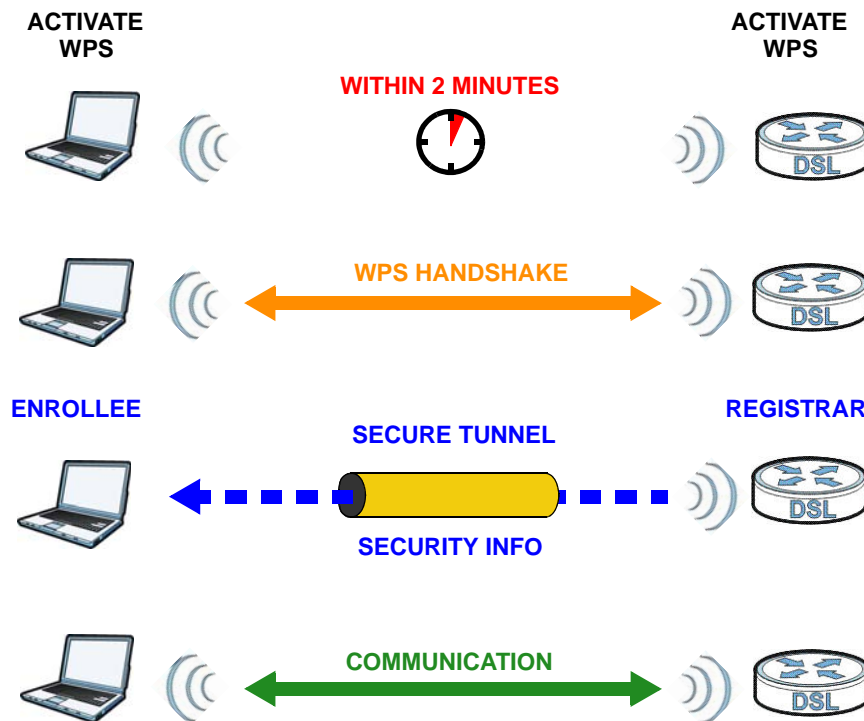 ACTIVATE
WPS
ACTIVATE
WPS
WITHIN 2 MINUTES
DSL
WPS HANDSHAKE
DSL
ENROLLEE
REGISTRAR
SECURE TUNNEL
DSL
SECURITY INFO
COMMUNICATION
DSL